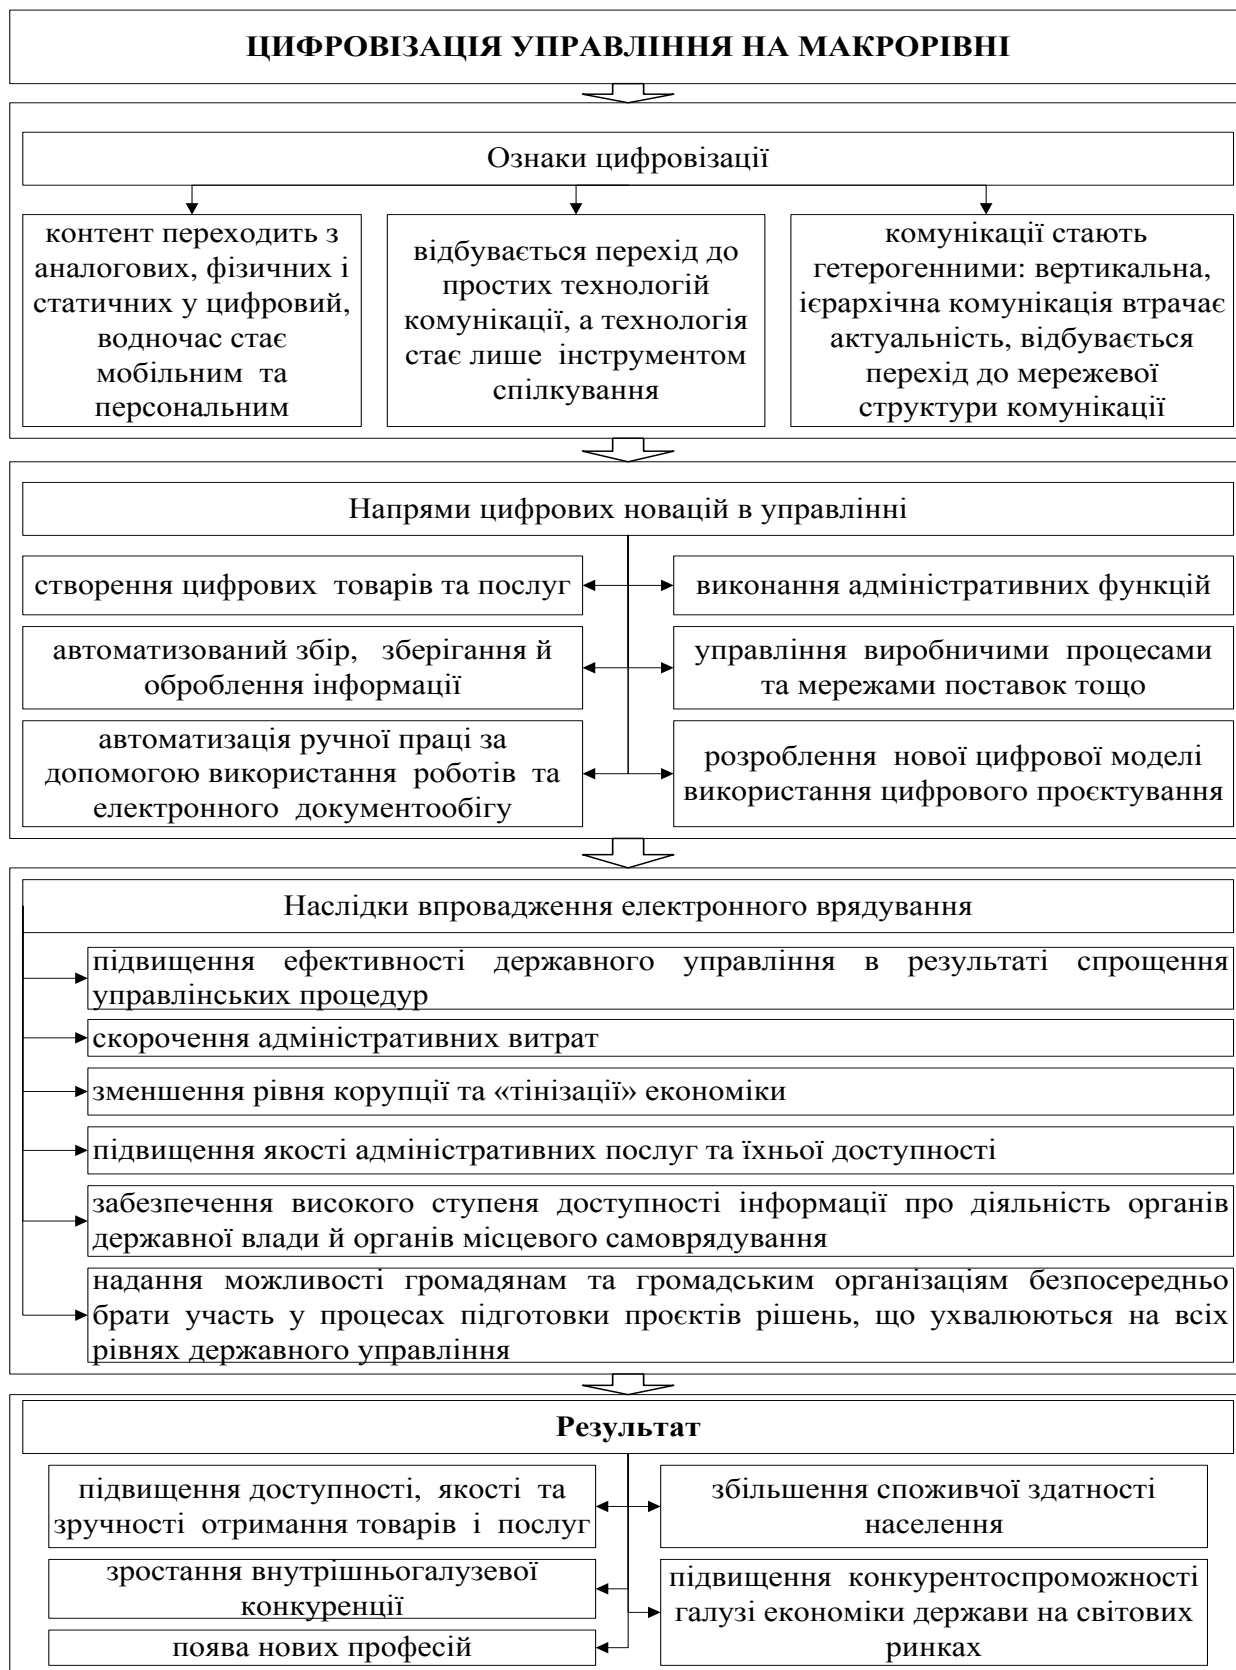 ЦИФРОВІЗАЦІЯ УПРАВЛІННЯ НА МАКРОРІВНІ
Ознаки цифровізації
контент переходить з
аналогових, фізичних і
статичних у цифровий,
водночас стає
мобільним та
персональним
відбувається перехід до
простих технологій
комунікації, а технологія
стає лише інструментом
спілкування
комунікації стають
гетерогенними: вертикальна,
ієрархічна комунікація втрачає
актуальність, відбувається
перехід до мережевої
структури комунікації
Напрями цифрових новацій в управлінні
створення цифрових товарів та послуг
виконання адміністративних функцій
автоматизований збір, зберігання й
оброблення інформації
управління виробничими процесами
та мережами поставок тощо
автоматизація ручної праці за
допомогою використання роботів та
електронного документообігу
розроблення нової цифрової моделі
використання цифрового проєктування
Наслідки впровадження електронного врядування
підвищення ефективності державного управління в результаті спрощення
управлінських процедур
скорочення адміністративних витрат
зменшення рівня корупції та «тінізації» економіки
підвищення якості адміністративних послуг та їхньої доступності
забезпечення високого ступеня доступності інформації про діяльність органів
державної влади й органів місцевого самоврядування
надання можливості громадянам та громадським організаціям безпосередньо
брати участь у процесах підготовки проєктів рішень, що ухвалюються на всіх
рівнях державного управління
Результат
підвищення доступності, якості та
зручності отримання товарів і послуг
збільшення споживчої здатності
населення
зростання внутрішньогалузевої
конкуренції
підвищення конкурентоспроможності
галузі економіки держави на світових
ринках
поява нових професій